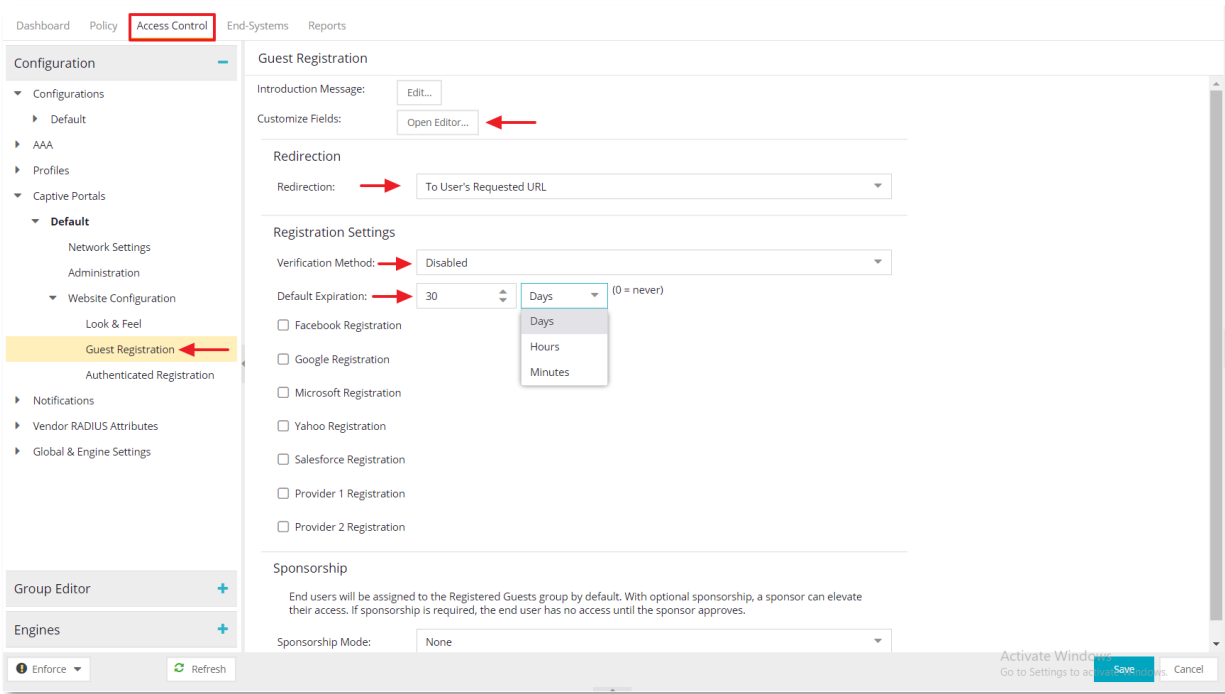 Dashboard Policy Access Control End-Systems Reports
Configuration
Configurations
Default
AAA
Profiles
Captive Portals
Default
Network Settings
Administration
Website Configuration
Look & Feel
Guest Registration
Authenticated Registration
Notifications
Vendor RADIUS Attributes
Global & Engine Settings
Group Editor
Engines
Enforce
Refresh
Guest Registration
Introduction Message: Edit...
Customize Fields: Open Editor...
Redirection
Redirection: To User's Requested URL
Registration Settings
Verification Method: Disabled
Default Expiration: 30 Days (0 = never)
Days
Hours
Minutes
Facebook Registration
Google Registration
Microsoft Registration
Yahoo Registration
Salesforce Registration
Provider 1 Registration
Provider 2 Registration
Sponsorship
End users will be assigned to the Registered Guests group by default. With optional sponsorship, a sponsor can elevate
their access. If sponsorship is required, the end user has no access until the sponsor approves.
Sponsorship Mode: None
Activate Windows
Go to Settings to activate Windows.
Save Cancel